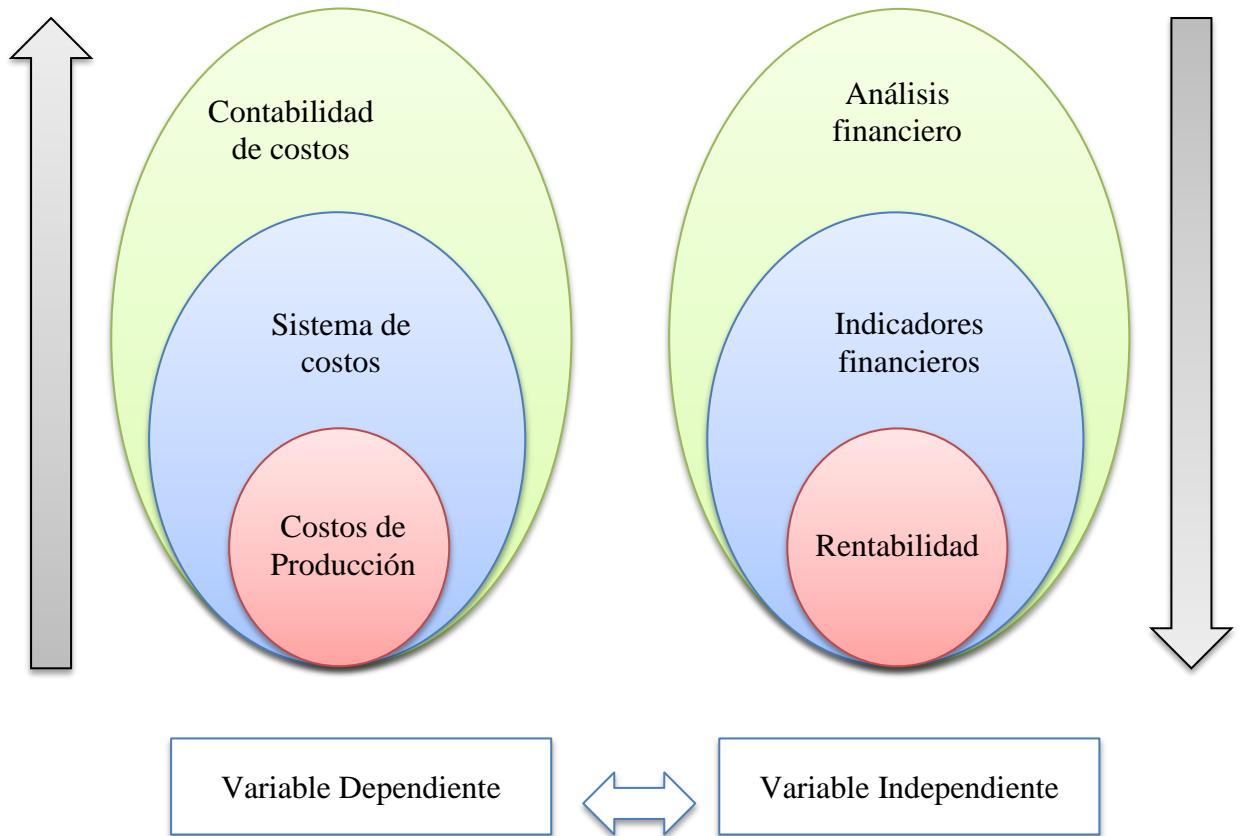 Contabilidad
de costos
Sistema de
costos
Costos de
Producción
Análisis
financiero
Indicadores
financieros
Rentabilidad
Variable Dependiente
Variable Independiente